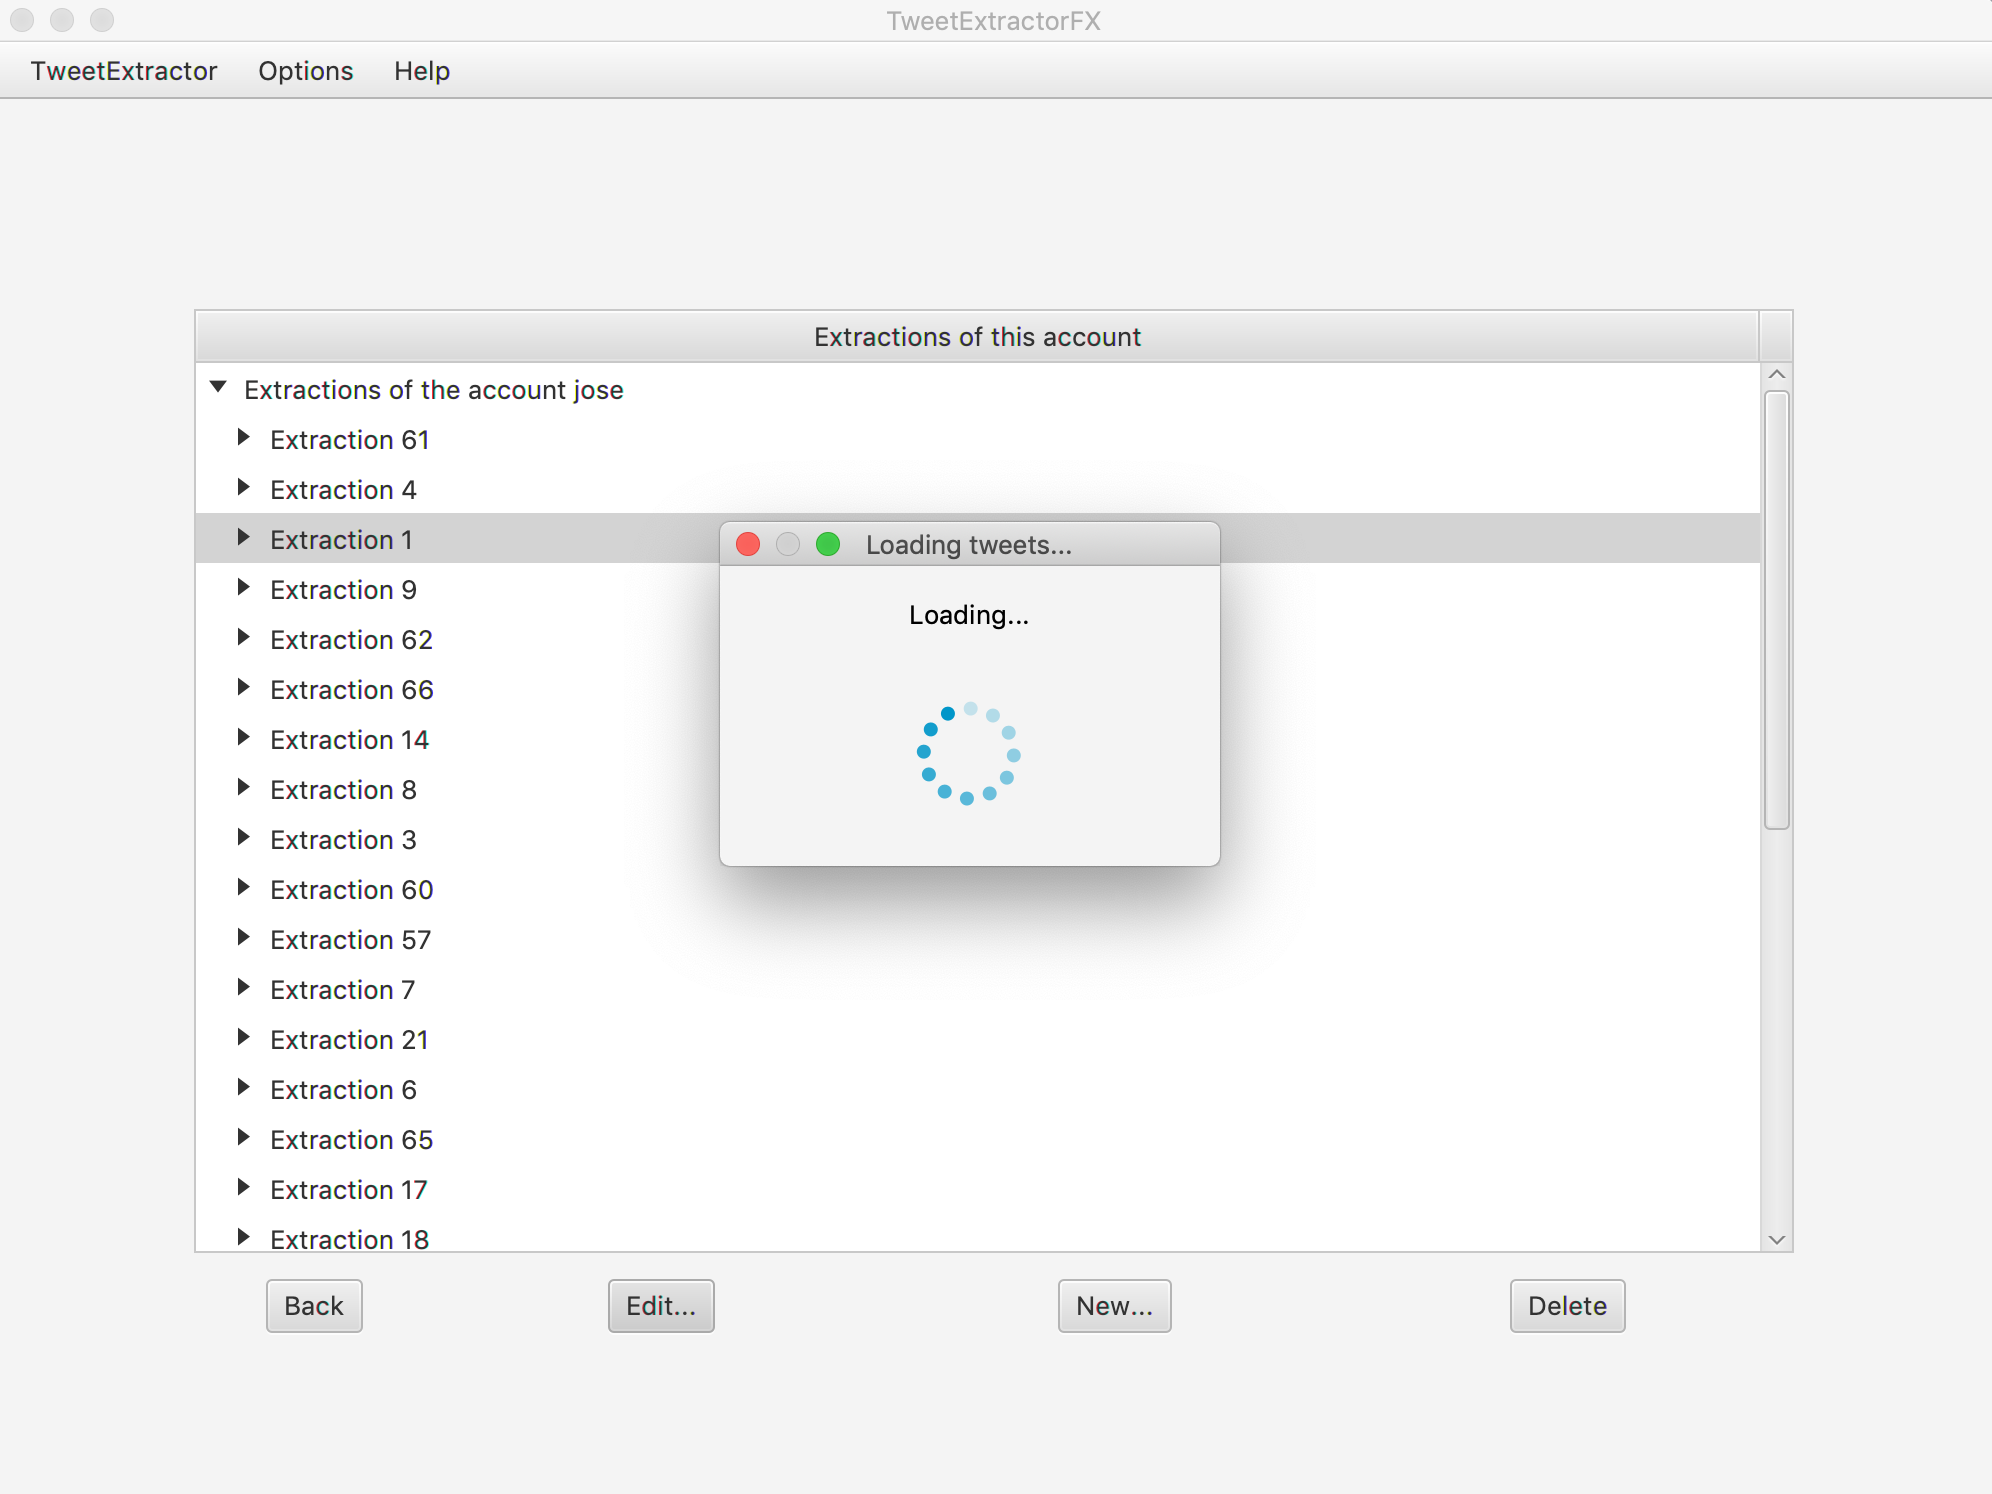 TweetExtractorFX
TweetExtractor Options Help
Extractions of this account
Extractions of the account jose
Extraction 61
Extraction 4
Extraction 1
Loading tweets...
Loading...
Extraction 9
Extraction 62
Extraction 66
Extraction 14
Extraction 8
Extraction 3
Extraction 60
Extraction 57
Extraction 7
Extraction 21
Extraction 6
Extraction 65
Extraction 17
Extraction 18
Back Edit... New... Delete